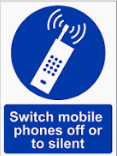 Switch mobile
phones off or
to silent